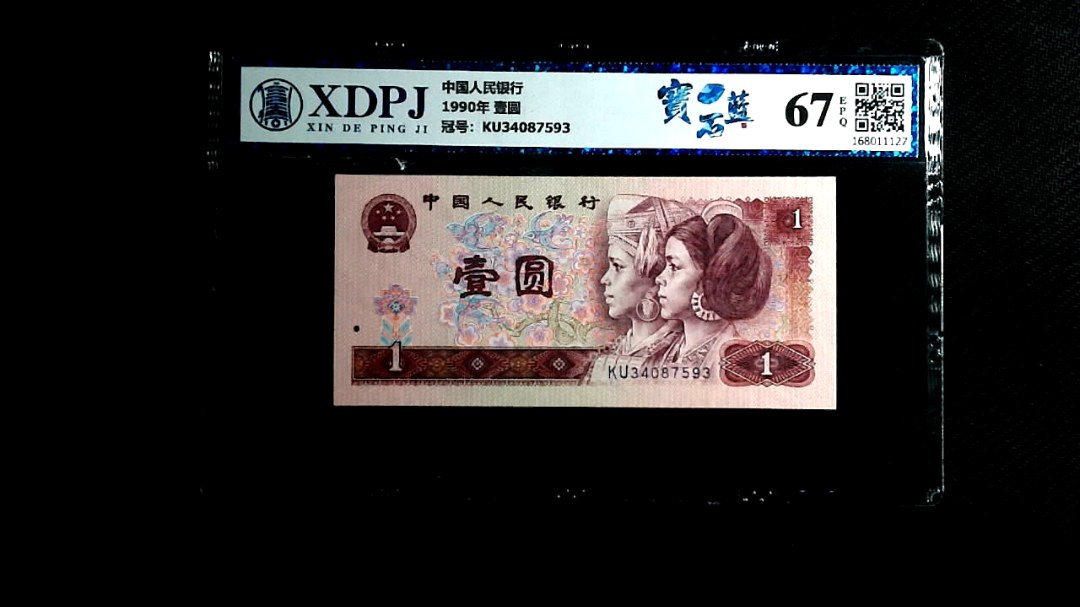 XDPJ
XIN DE PING JI
中国人民银行
1990年 壹圆
冠号: KU34087593
寶石蓝
67
EPQ
168011127
中国人民银行
1
壹圆
1
KU34087593
1